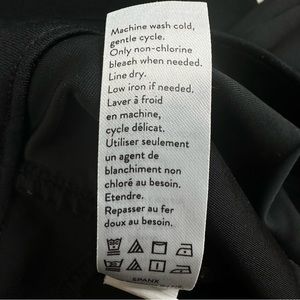 Machine wash cold,
gentle cycle.
Only non-chlorine
bleach when needed.
Line dry.
Low iron if needed.
Laver à froid
en machine,
cycle délicat.
Utiliser seulement
un agent de
blanchiment non
chloré au besoin.
Étendre.
Repasser au fer
doux au besoin.
SPANX